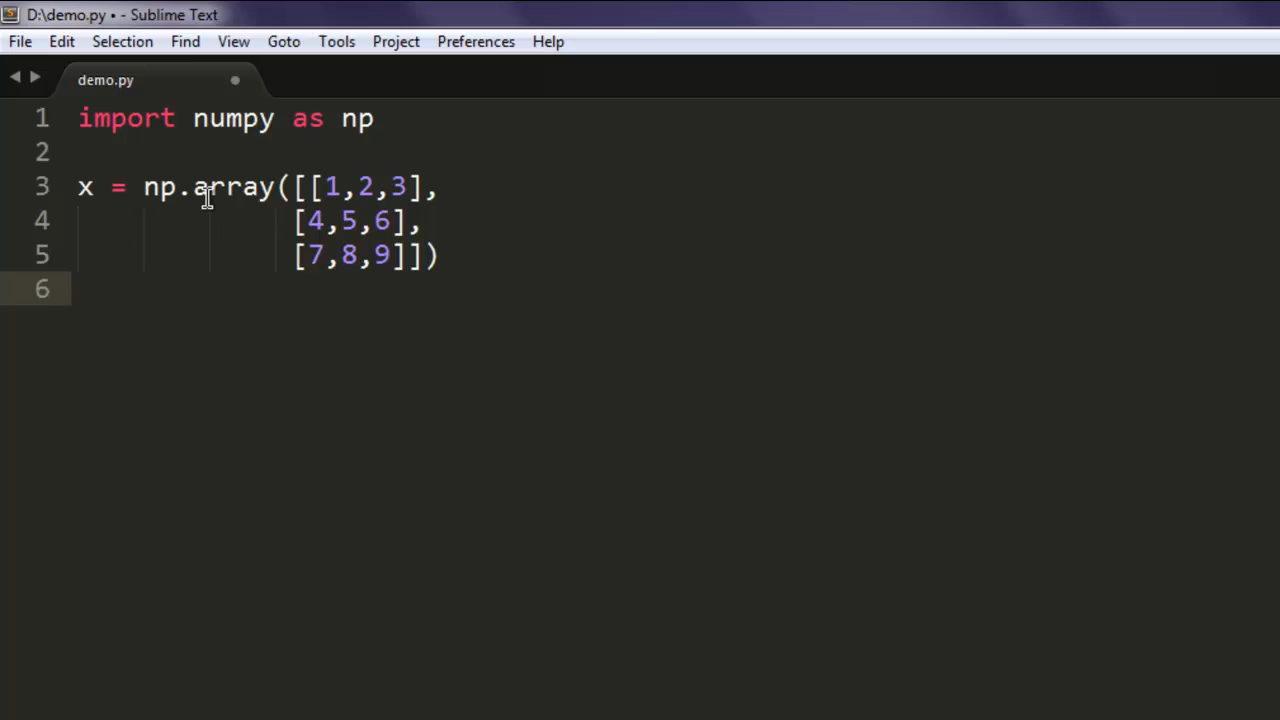 D:\demo.py • - Sublime Text
File Edit Selection Find View Goto Tools Project Preferences Help
demo.py
1 import numpy as np
2
3 x = np.array([[1,2,3],
4              [4,5,6],
5              [7,8,9]])
6